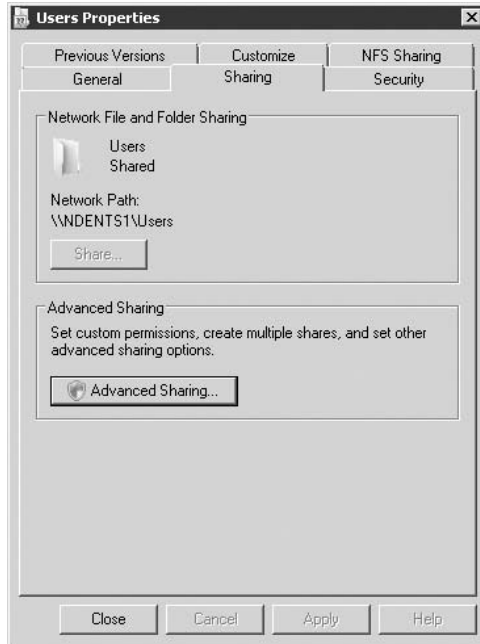 Users Properties
Previous Versions
Customize
NFS Sharing
General
Sharing
Security
Network File and Folder Sharing
Users
Shared
Network Path:
\\NDENTS1\Users
Share...
Advanced Sharing
Set custom permissions, create multiple shares, and set other
advanced sharing options.
Advanced Sharing...
Close
Cancel
Apply
Help